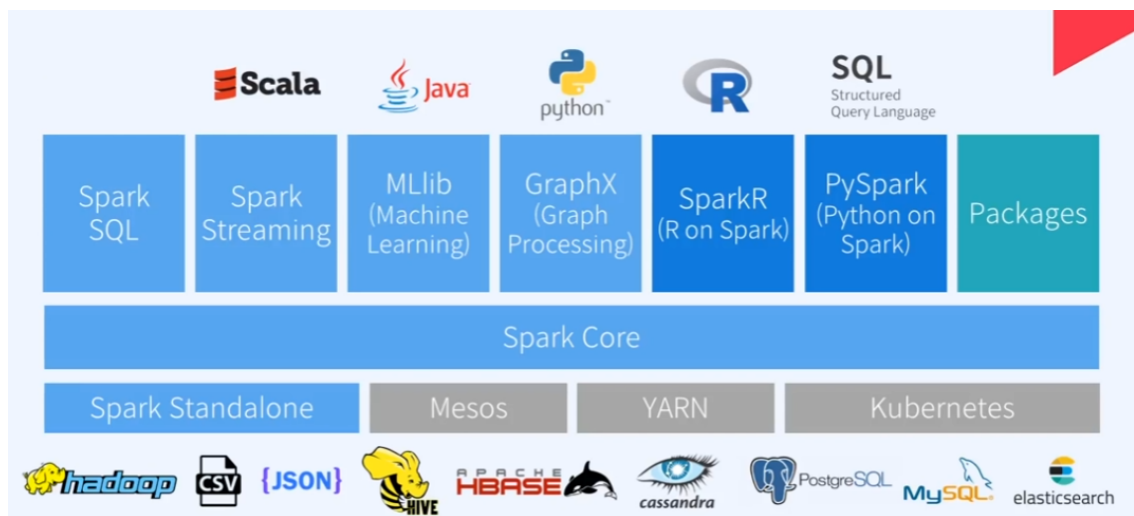 Scala
Java
python™
R
SQL
Structured
Query Language
Spark
SQL
Spark
Streaming
MLlib
(Machine
Learning)
GraphX
(Graph
Processing)
SparkR
(R on Spark)
PySpark
(Python on
Spark)
Packages
Spark Core
Spark Standalone
Mesos
YARN
Kubernetes
hadoop
CSV
{JSON}
HIVE
APACHE
HBASE
cassandra
PostgreSQL
MySQL
elasticsearch